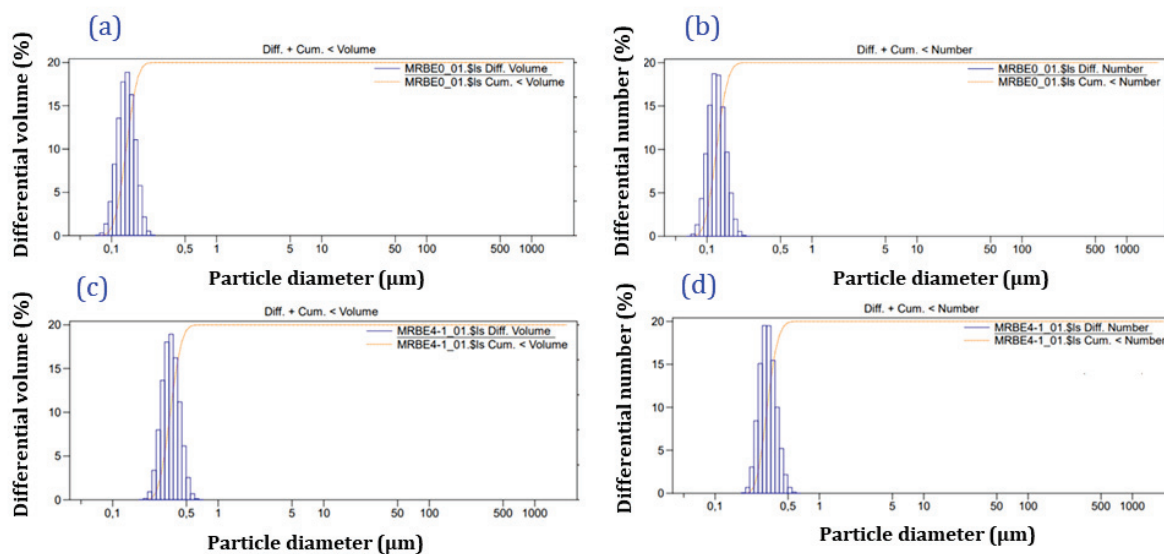 (a)
Diff. + Cum. < Volume
MRBE0_01.$ls Diff. Volume
MRBE0_01.$ls Cum. < Volume
Differential volume (%)
20
15
10
5
0
0,1 0,5 1 5 10 50 100 500 1000
Particle diameter (µm)
(b)
Diff. + Cum. < Number
MRBE0_01.$ls Diff. Number
MRBE0_01.$ls Cum. < Number
Differential number (%)
20
15
10
5
0
0,1 0,5 1 5 10 50 100 500 1000
Particle diameter (µm)
(c)
Diff. + Cum. < Volume
MRBE4-1_01.$ls Diff. Volume
MRBE4-1_01.$ls Cum. < Volume
Differential volume (%)
20
15
10
5
0
0,1 0,5 1 5 10 50 100 500 1000
Particle diameter (µm)
(d)
Diff. + Cum. < Number
MRBE4-1_01.$ls Diff. Number
MRBE4-1_01.$ls Cum. < Number
Differential number (%)
20
15
10
5
0
0,1 0,5 1 5 10 50 100 500 1000
Particle diameter (µm)